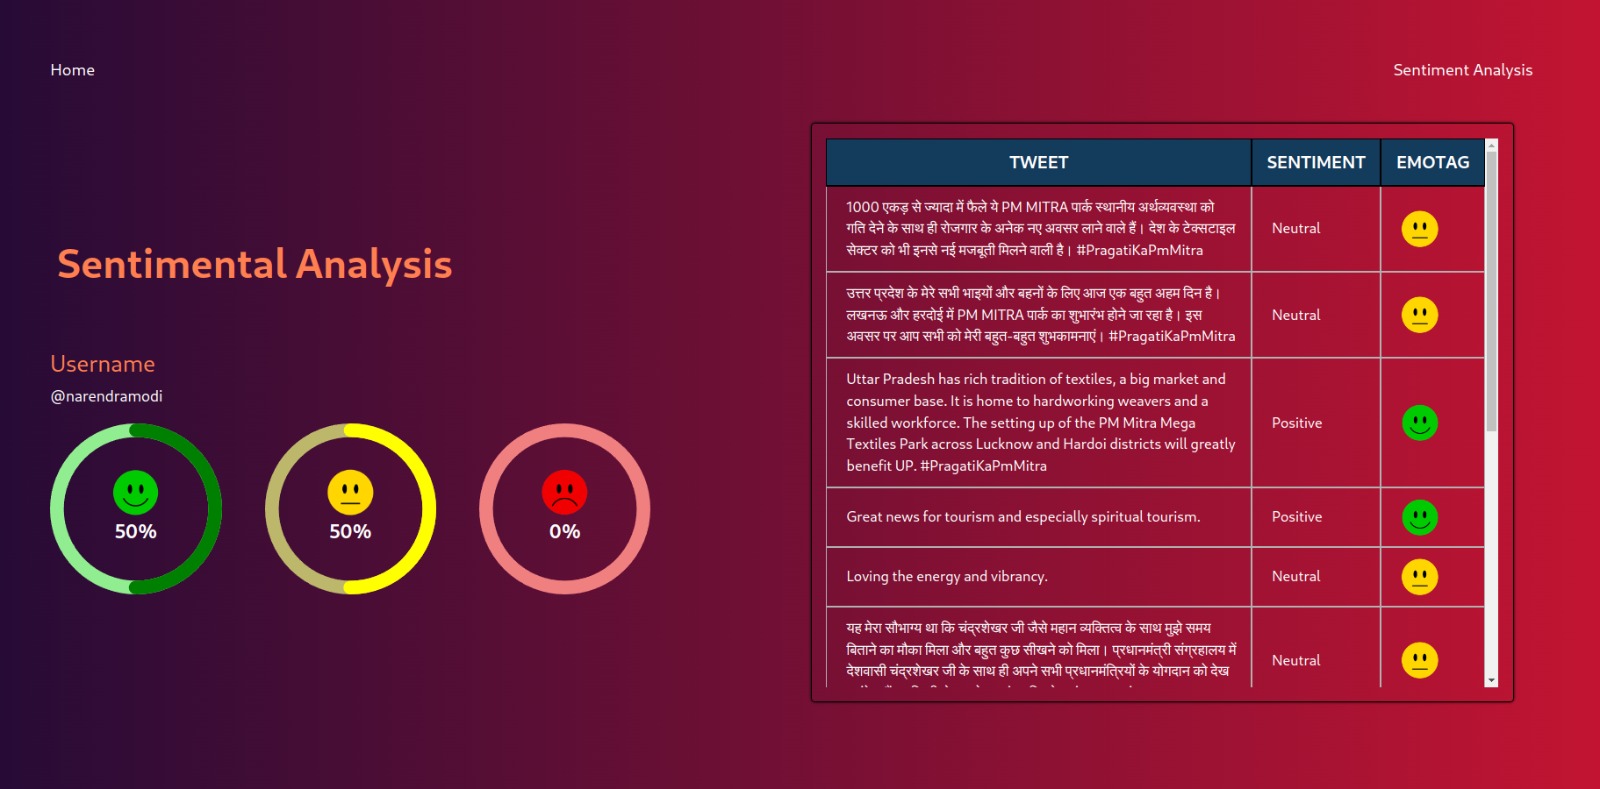 Home
Sentiment Analysis
Sentimental Analysis
Username
@narendramodi
50%
50%
0%
TWEET
SENTIMENT
EMOTAG
1000 एकड़ से ज्यादा में फैले ये PM MITRA पार्क स्थानीय अर्थव्यवस्था को
गति देने के साथ ही रोजगार के अनेक नए अवसर लाने वाले हैं। देश के टेक्सटाइल
सेक्टर को भी इनसे नई मजबूती मिलने वाली है। #PragatiKaPmMitra
Neutral
उत्तर प्रदेश के मेरे सभी भाइयों और बहनों के लिए आज एक बहुत अहम दिन है।
लखनऊ और हरदोई में PM MITRA पार्क का शुभारंभ होने जा रहा है। इस
अवसर पर आप सभी को मेरी बहुत-बहुत शुभकामनाएं। #PragatiKaPmMitra
Neutral
Uttar Pradesh has rich tradition of textiles, a big market and
consumer base. It is home to hardworking weavers and a
skilled workforce. The setting up of the PM Mitra Mega
Textiles Park across Lucknow and Hardoi districts will greatly
benefit UP. #PragatiKaPmMitra
Positive
Great news for tourism and especially spiritual tourism.
Positive
Loving the energy and vibrancy.
Neutral
यह मेरा सौभाग्य था कि चंद्रशेखर जी जैसे महान व्यक्तित्व के साथ मुझे समय
बिताने का मौका मिला और बहुत कुछ सीखने को मिला। प्रधानमंत्री संग्रहालय में
देशवासी चंद्रशेखर जी के साथ ही अपने सभी प्रधानमंत्रियों के योगदान को देख
Neutral